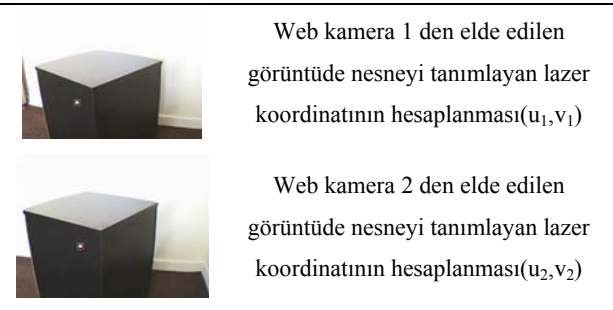 Web kamera 1 den elde edilen
görüntüde nesneyi tanımlayan lazer
koordinatının hesaplanması(u₁,v₁)
Web kamera 2 den elde edilen
görüntüde nesneyi tanımlayan lazer
koordinatının hesaplanması(u₂,v₂)